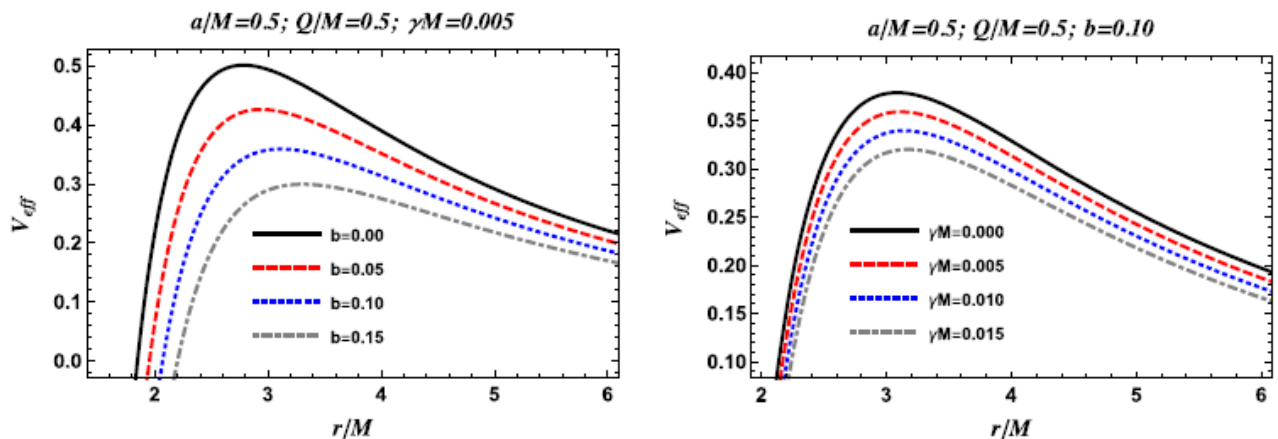 a/M=0.5; Q/M=0.5; γM=0.005
0.5
0.4
0.3
0.2
0.1
0.0
V_eff
b=0.00
b=0.05
b=0.10
b=0.15
2 3 4 5 6
r/M
a/M=0.5; Q/M=0.5; b=0.10
0.40
0.35
0.30
0.25
0.20
0.15
0.10
V_eff
γM=0.000
γM=0.005
γM=0.010
γM=0.015
2 3 4 5 6
r/M